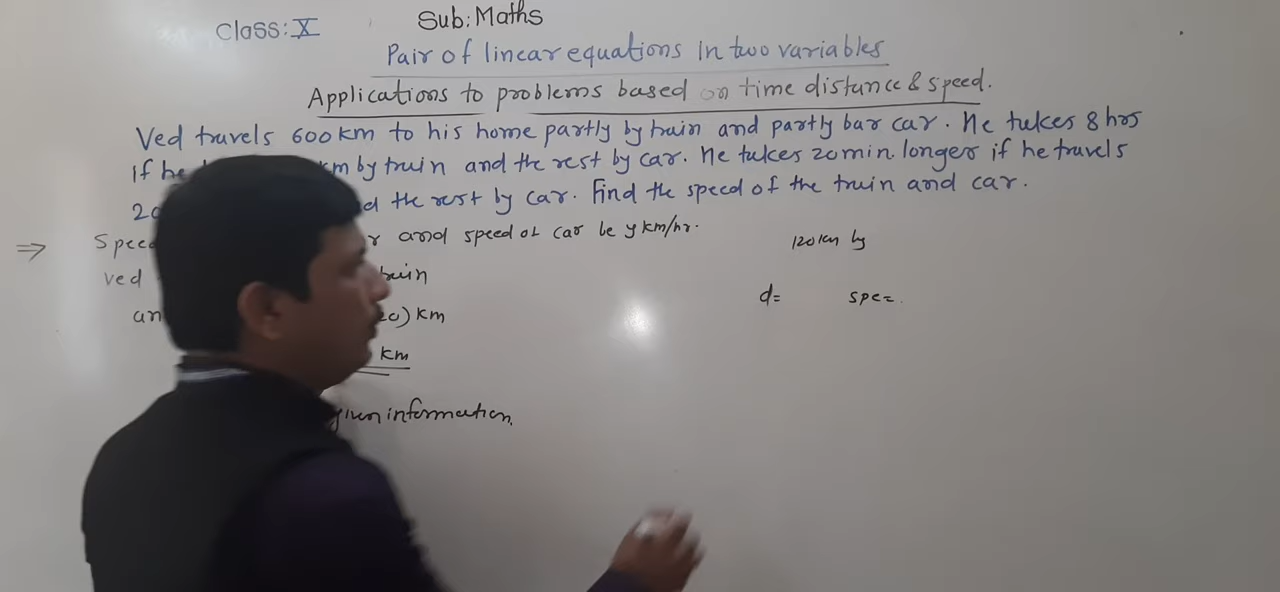 Class: X
Sub: Maths
Pair of linear equations in two variables
Applications to problems based on time distance & speed.
Ved travels 600 km to his home partly by train and partly bar car. He takes 8 hrs
if he km by train and the rest by car. He takes 20 min. longer if he travels
the rest by car. Find the speed of the train and car.
⇒ Speed and speed of car be y km/hr.
120 km by
Ved
d= spe=.
km
km
given information.